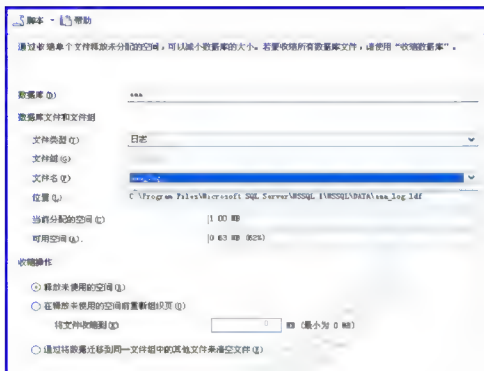 脚本 - 帮助
通过收缩单个文件释放未分配的空间，可以减小数据库的大小。若要收缩所有数据库文件，请使用“收缩数据库”。
数据库(D)
数据库文件和文件组
文件类型(T) 日志
文件组(G)
文件名(F)
位置(L) C:\Program Files\Microsoft SQL Server\MSSQL 1\MSSQL\DATA\ _log.ldf
当前分配的空间(C) 1.00 MB
可用空间(A). 0.63 MB (62%)
收缩操作
释放未使用的空间(R)
在释放未使用的空间前重新组织页(O)
将文件收缩到(K) 0 MB (最小为 0 MB)
通过将数据迁移到同一文件组中的其他文件来清空文件(Y)